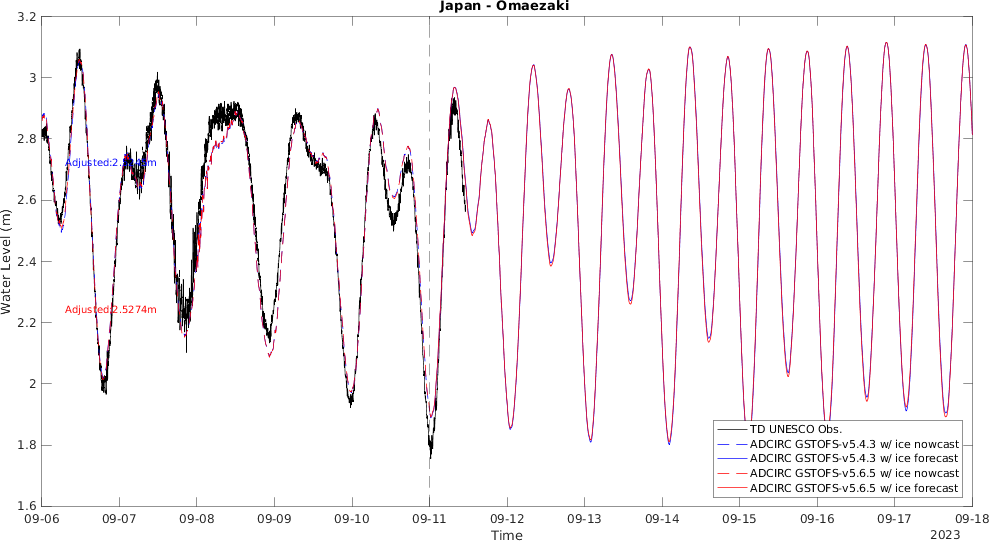 Japan - Omaezaki
Water Level (m)
3.2
3
2.8
2.6
2.4
2.2
2
1.8
1.6
Adjusted:2.5274m
TD UNESCO Obs.
ADCIRC GSTOFS-v5.4.3 w/ ice nowcast
ADCIRC GSTOFS-v5.4.3 w/ ice forecast
ADCIRC GSTOFS-v5.6.5 w/ ice nowcast
ADCIRC GSTOFS-v5.6.5 w/ ice forecast
09-06 09-07 09-08 09-09 09-10 09-11 09-12 09-13 09-14 09-15 09-16 09-17 09-18
Time
2023